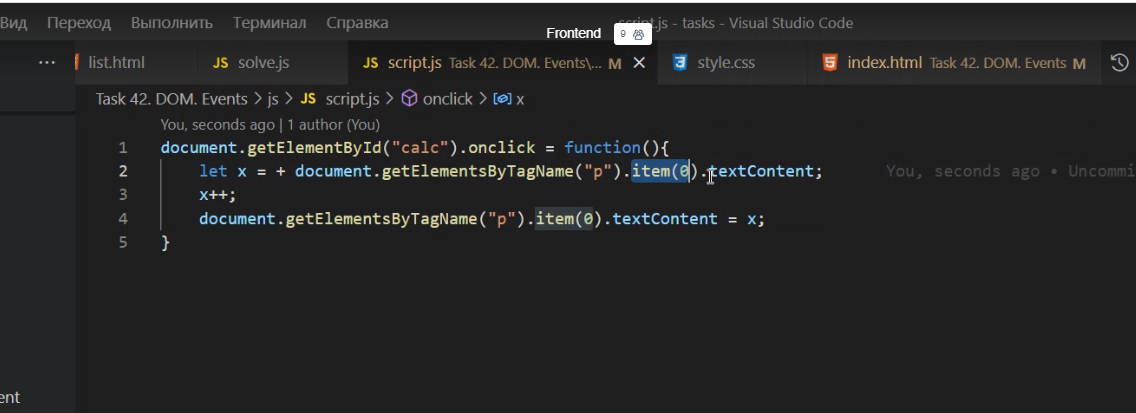 Вид Переход Выполнить Терминал Справка script.js - tasks - Visual Studio Code
Frontend 9
... list.html JS solve.js JS script.js Task 42. DOM. Events\... M style.css index.html Task 42. DOM. Events M
Task 42. DOM. Events > js > JS script.js > onclick > x
You, seconds ago | 1 author (You)
1 document.getElementById("calc").onclick = function(){
2 let x = + document.getElementsByTagName("p").item(0).textContent; You, seconds ago • Uncommi
3 x++;
4 document.getElementsByTagName("p").item(0).textContent = x;
5 }
ent